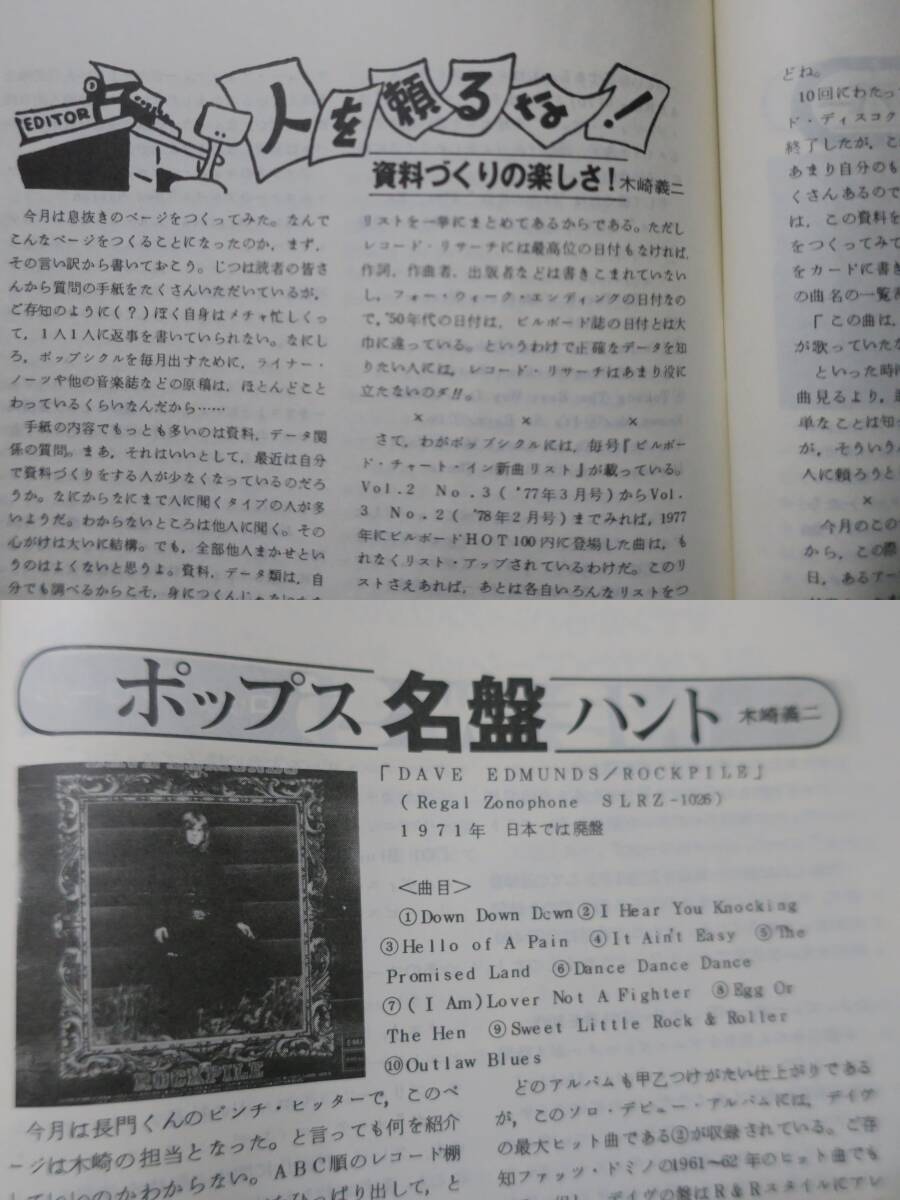 EDITOR
人を頼るな!
資料づくりの楽しさ!木崎義二
今月は息抜きのページをつくってみた。なんで
こんなページをつくることになったのか,まず,
その言い訳から書いておこう。じつは読者の皆さ
んから質問の手紙をたくさんいただいているが,
ご存知のように(?)ぼく自身はメチャ忙しくっ
て,1人1人に返事を書いていられない。なにし
ろ,ポップシクルを毎月出すために,ライナー・
ノーツや他の音楽誌などの原稿は,ほとんどこと
わっているくらいなんだから……
手紙の内容でもっとも多いのは資料,データ関
係の質問。まあ,それはいいとして,最近は自分
で資料づくりをする人が少なくなっているのだろ
うか。なにからなにまで人に聞くタイプの人が多
いようだ。わからないところは他人に聞く。その
心がけは大いに結構。でも,全部他人まかせとい
うのはよくないと思うよ。資料,データ類は,自
分でも調べるからこそ,身につくんじゃないかな
リストを一挙にまとめてあるからである。ただし
レコード・リサーチには最高位の日付もなければ,
作詞,作曲者,出版者などは書きこまれていない
し,フォー・ウィーク・エンディングの日付なの
で,'50年代の日付は,ビルボード誌の日付とは大
巾に違っている。というわけで正確なデータを知
りたい人には,レコード・リサーチはあまり役に
立たないのダ!!。
× × ×
さて,わがポップシクルには,毎号『ビルボー
ド・チャート・イン新曲リスト』が載っている。
Vol.2 No.3('77年3月号)からVol.
3 No.2('78年2月号)までみれば,1977
年にビルボードHOT100内に登場した曲は,も
れなくリスト・アップされているわけだ。このリ
ストさえあれば,あとは各自いろんなリストをつ
どね。
10回にわたっ
ド・ディスコク
終了したが,こ
あまり自分のも
くさんあるので
は,この資料を
をつくってみて
をカードに書き
の曲名の一覧
「この曲は,
が歌っていたか
といった時
曲見るより,
単なことは知
が,そういう
人に頼ろうと
×
今月のこの
から,この際
日,あるアー
ポップス名盤ハント 木崎義二
「DAVE EDMUNDS/ROCKPILE」
(Regal Zonophone SLRZ-1026)
1971年 日本では廃盤
<曲目>
①Down Down Down②I Hear You Knocking
③Hello of A Pain ④It Ain't Easy ⑤The
Promised Land ⑥Dance Dance Dance
⑦(I Am)Lover Not A Fighter ⑧Egg Or
The Hen ⑨Sweet Little Rock & Roller
⑩Outlaw Blues
ROCKPILE
今月は長門くんのピンチ・ヒッターで,このペ
ージは木崎の担当となった。と言っても何を紹介
のかわからない。ABC順のレコード棚
をひっぱり出して,と
どのアルバムも甲乙つけがたい仕上がりである
が,このソロ・デビュー・アルバムには,デイヴ
の最大ヒット曲である②が収録されている。ご存
知ファッツ・ドミノの1961~62年のヒット曲でも
デイヴの盤はR&Rスタイルにアレ